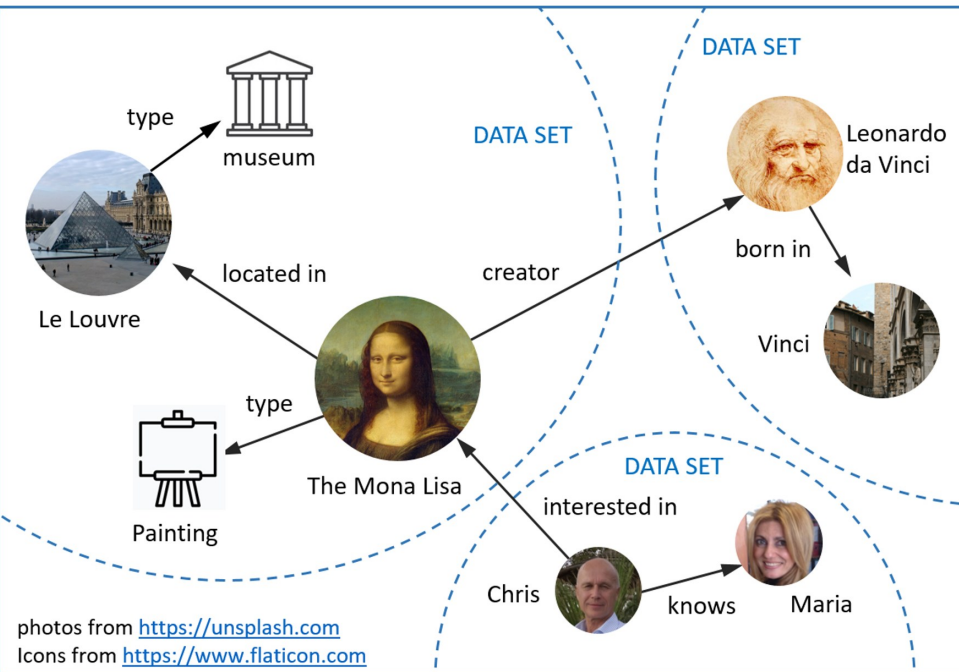 DATA SET
type
museum
DATA SET
Leonardo
da Vinci
located in
creator
born in
Le Louvre
Vinci
type
The Mona Lisa
Painting
DATA SET
interested in
Chris
knows
Maria
photos from https://unsplash.com
Icons from https://www.flaticon.com